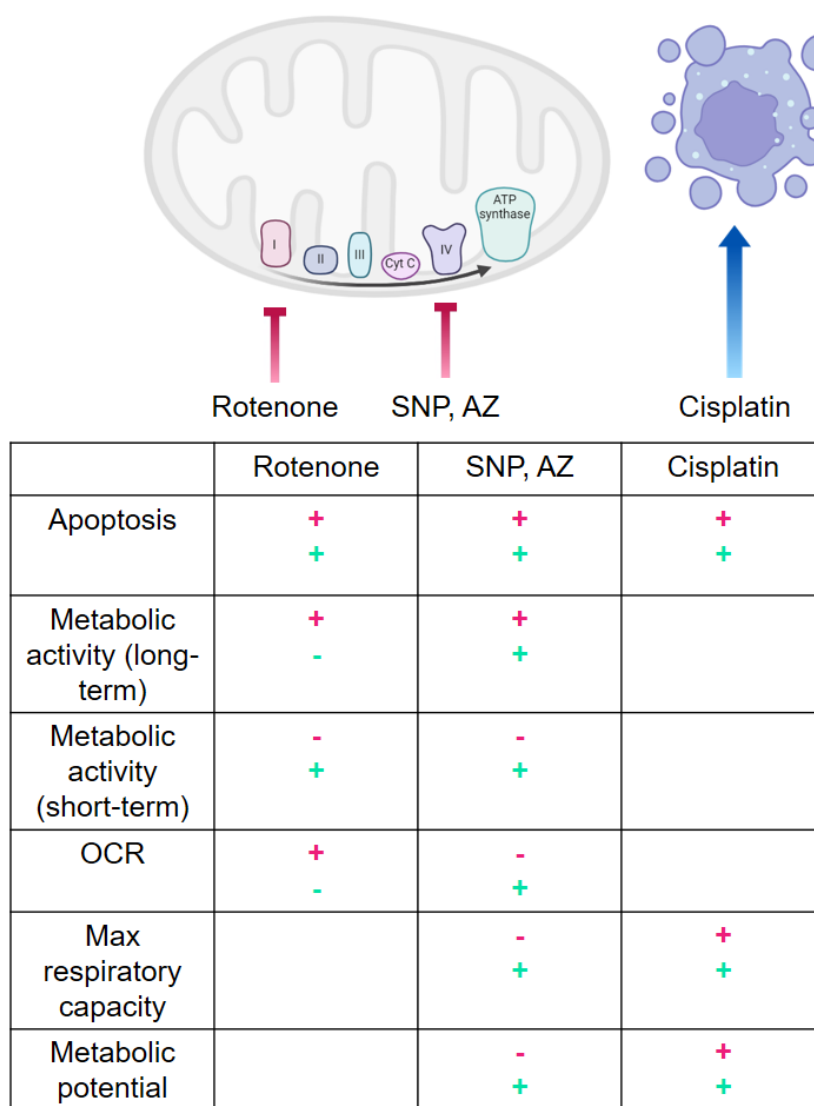 ATP
synthase
I
II
III
Cyt C
IV
Rotenone
SNP, AZ
Cisplatin
Rotenone
SNP, AZ
Cisplatin
Apoptosis
+
+
+
+
+
+
Metabolic
activity (long-
term)
+
-
+
+
Metabolic
activity
(short-term)
-
+
-
+
OCR
+
-
-
+
Max
respiratory
capacity
-
+
+
+
Metabolic
potential
-
+
+
+